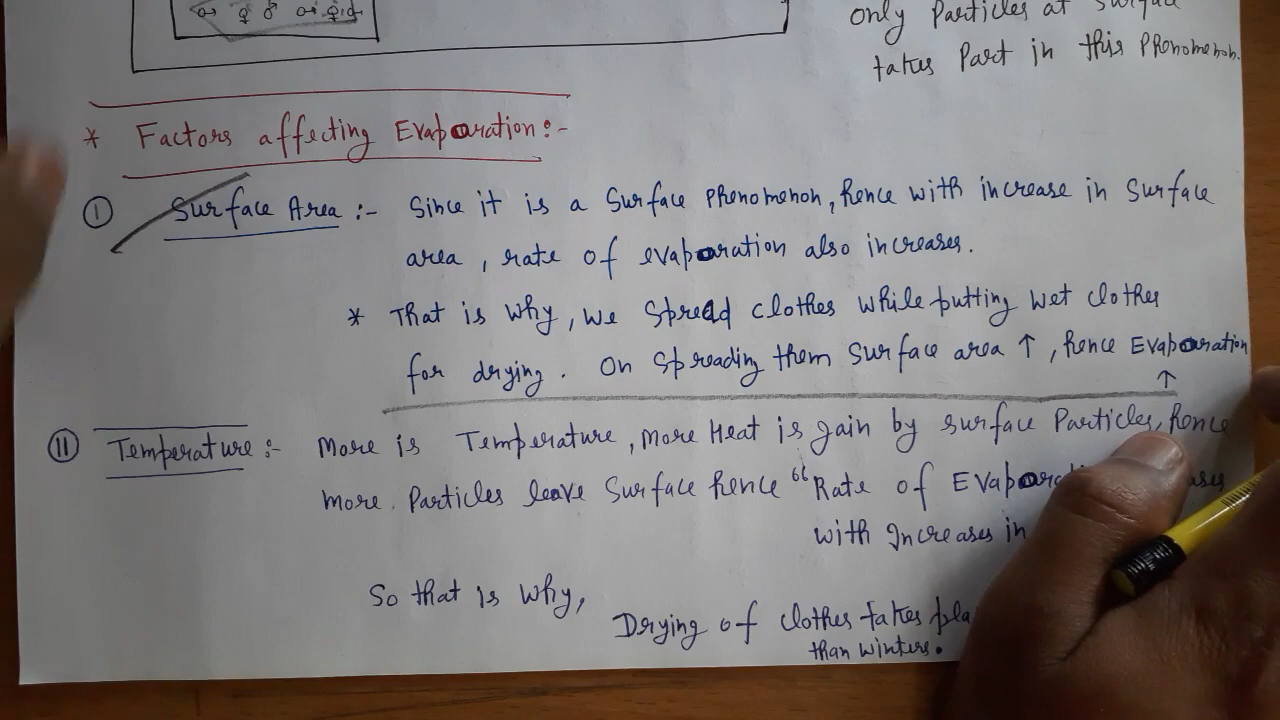 only Particles at
takes Part in this Phonomenon.
* Factors affecting Evaporation:-
I Surface Area :- Since it is a Surface Phenomenon, hence with increase in Surface
area, rate of evaporation also increases.
* That is why, we Spread clothes while putting wet clothes
for drying. On Spreading them Surface area ↑, hence Evaporation
↑
II Temperature :- More is Temperature, more Heat is gain by surface Particles, hence
more. Particles leave Surface hence “Rate of
with Increases in
So that is why,
Drying of clothes takes
than winters.